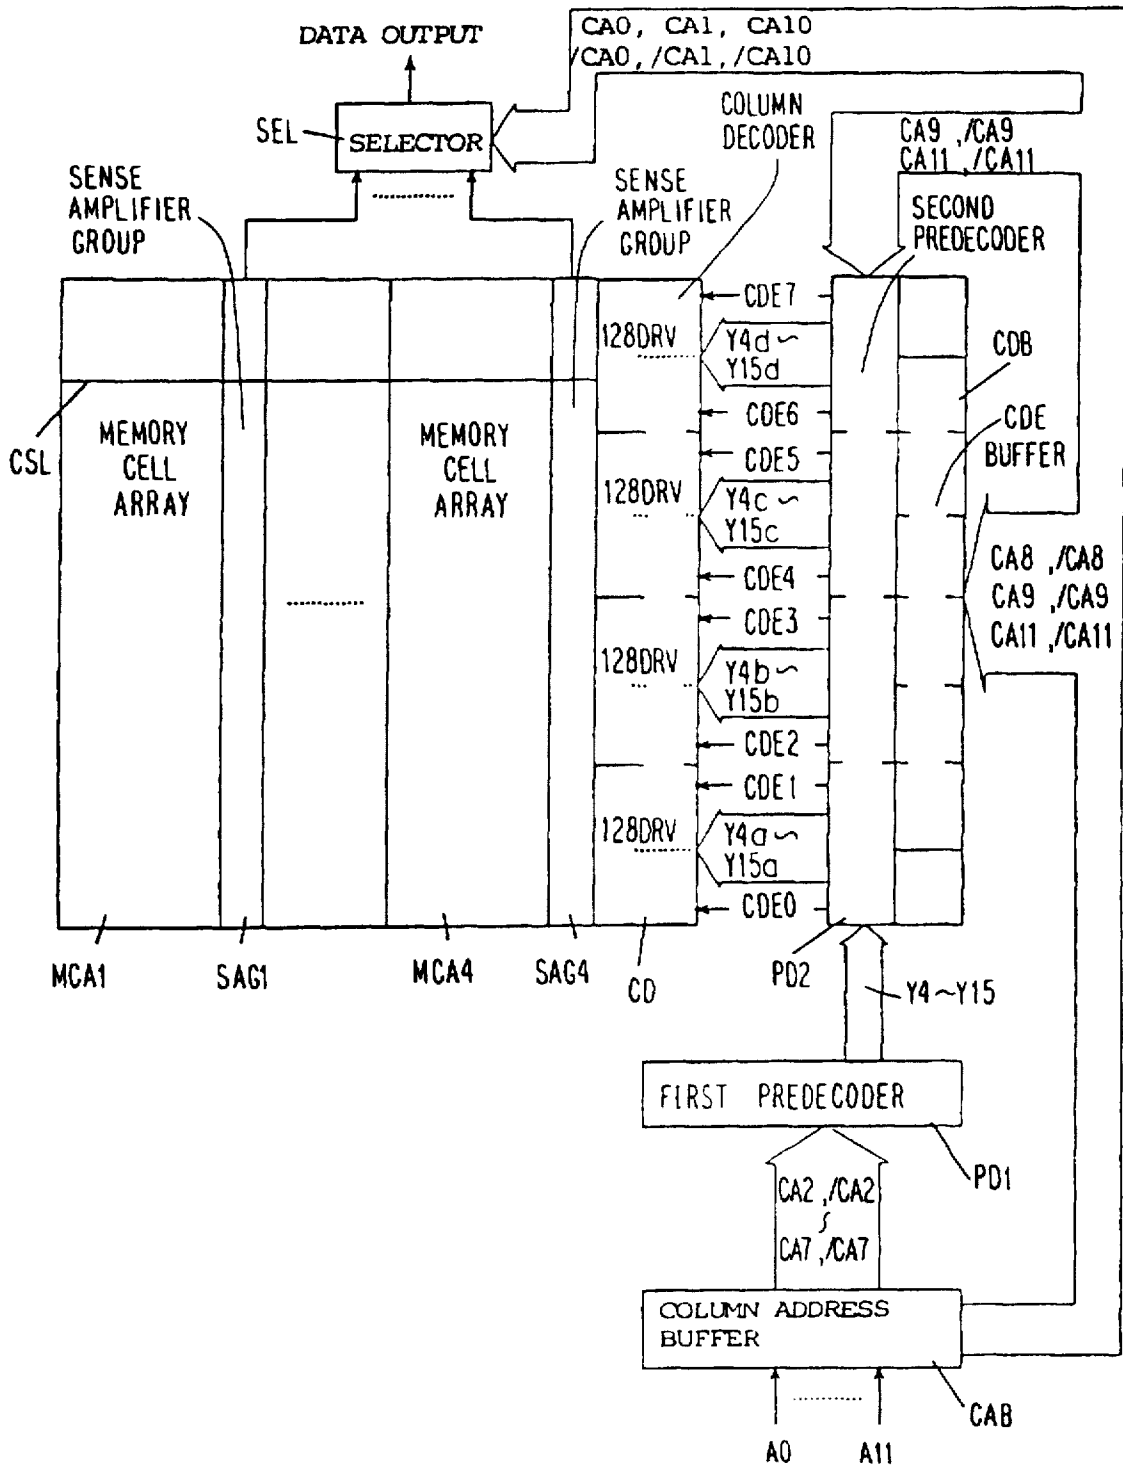 DATA OUTPUT
CA0, CA1, CA10
/CA0, /CA1, /CA10
SEL
SELECTOR
COLUMN
DECODER
CA9 ,/CA9
CA11 ,/CA11
SENSE
AMPLIFIER
GROUP
SENSE
AMPLIFIER
GROUP
SECOND
PREDECODER
CDE7
128DRV
Y4d ~
Y15d
CDB
CDE6
CDE
BUFFER
CSL
MEMORY
CELL
ARRAY
MEMORY
CELL
ARRAY
CDE5
128DRV
Y4c ~
Y15c
CDE4
CA8 ,/CA8
CA9 ,/CA9
CA11 ,/CA11
CDE3
128DRV
Y4b ~
Y15b
CDE2
CDE1
128DRV
Y4a ~
Y15a
CDE0
MCA1
SAG1
MCA4
SAG4
CD
PD2
Y4~Y15
FIRST PREDECODER
PD1
CA2 ,/CA2
~
CA7 ,/CA7
COLUMN ADDRESS
BUFFER
CAB
A0
A11